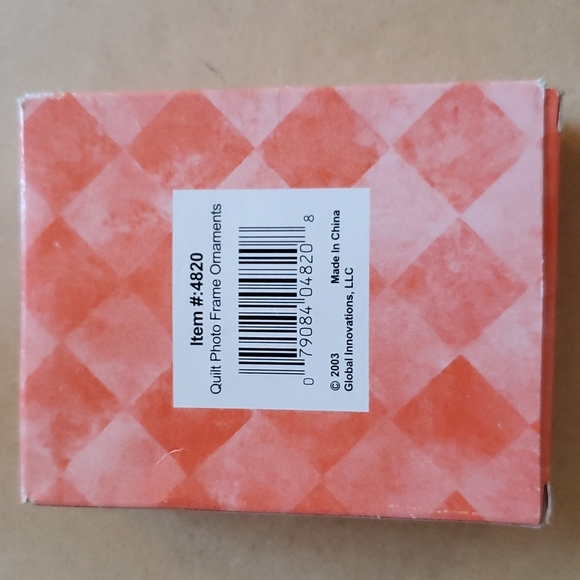 Item #:4820
Quilt Photo Frame Ornaments
0 79084 04820 8
© 2003 Made In China
Global Innovations, LLC